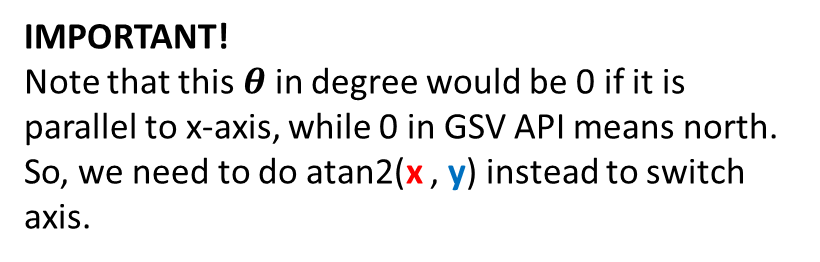 IMPORTANT!
Note that this θ in degree would be 0 if it is
parallel to x-axis, while 0 in GSV API means north.
So, we need to do atan2(x , y) instead to switch
axis.